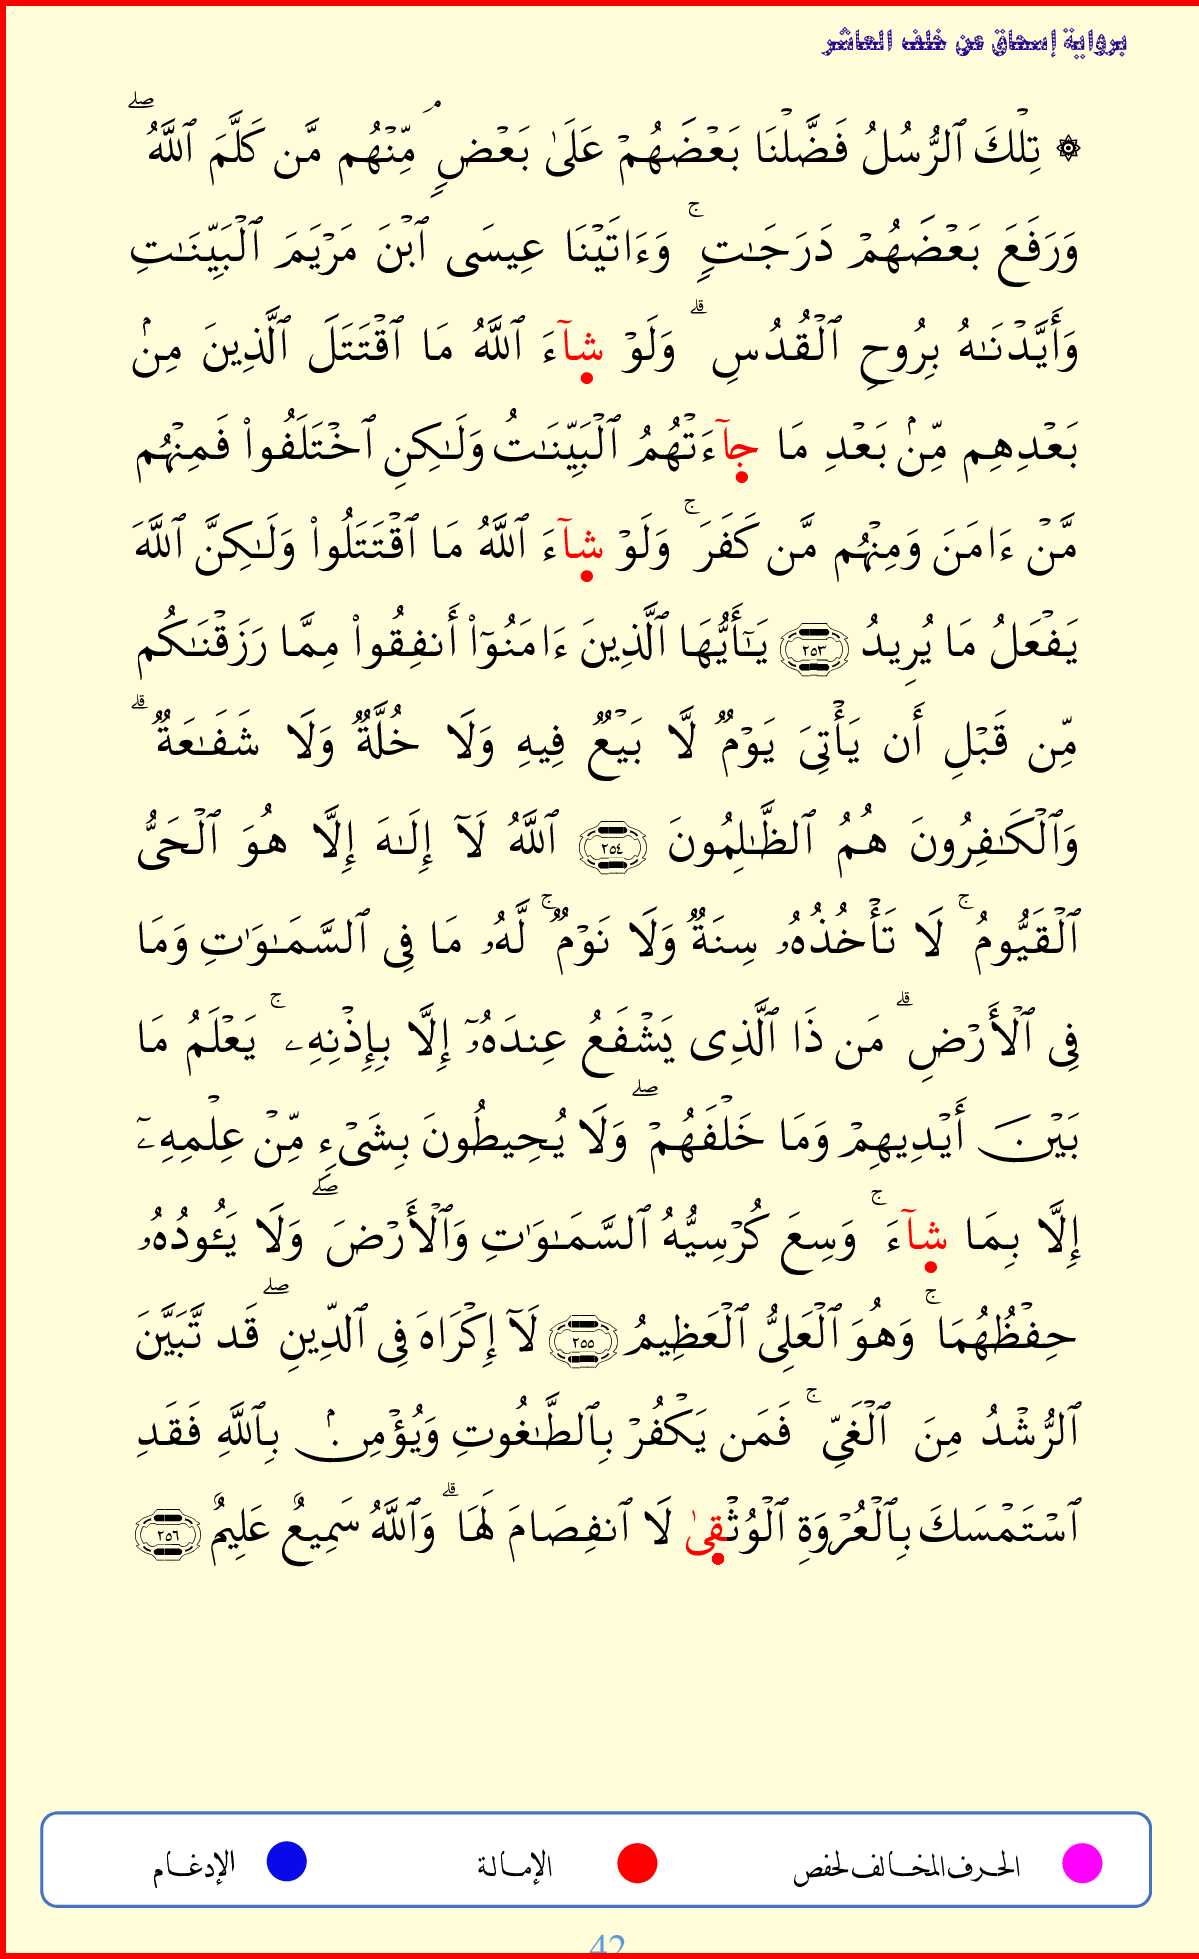 برواية إسحاق عن خلف العاشر
۞ تِلۡكَ ٱلرُّسُلُ فَضَّلۡنَا بَعۡضَهُمۡ عَلَىٰ بَعۡضٖۘ مِّنۡهُم مَّن كَلَّمَ ٱللَّهُۖ
وَرَفَعَ بَعۡضَهُمۡ دَرَجَٰتٖۚ وَءَاتَيۡنَا عِيسَى ٱبۡنَ مَرۡيَمَ ٱلۡبَيِّنَٰتِ
وَأَيَّدۡنَٰهُ بِرُوحِ ٱلۡقُدُسِۗ وَلَوۡ شَآءَ ٱللَّهُ مَا ٱقۡتَتَلَ ٱلَّذِينَ مِنۢ
بَعۡدِهِم مِّنۢ بَعۡدِ مَا جَآءَتۡهُمُ ٱلۡبَيِّنَٰتُ وَلَٰكِنِ ٱخۡتَلَفُواْ فَمِنۡهُم
مَّنۡ ءَامَنَ وَمِنۡهُم مَّن كَفَرَۚ وَلَوۡ شَآءَ ٱللَّهُ مَا ٱقۡتَتَلُواْ وَلَٰكِنَّ ٱللَّهَ
يَفۡعَلُ مَا يُرِيدُ ٢٥٣ يَٰٓأَيُّهَا ٱلَّذِينَ ءَامَنُوٓاْ أَنفِقُواْ مِمَّا رَزَقۡنَٰكُم
مِّن قَبۡلِ أَن يَأۡتِيَ يَوۡمٞ لَّا بَيۡعٞ فِيهِ وَلَا خُلَّةٞ وَلَا شَفَٰعَةٞۗ
وَٱلۡكَٰفِرُونَ هُمُ ٱلظَّٰلِمُونَ ٢٥٤ ٱللَّهُ لَآ إِلَٰهَ إِلَّا هُوَ ٱلۡحَيُّ
ٱلۡقَيُّومُۚ لَا تَأۡخُذُهُۥ سِنَةٞ وَلَا نَوۡمٞۚ لَّهُۥ مَا فِي ٱلسَّمَٰوَٰتِ وَمَا
فِي ٱلۡأَرۡضِۗ مَن ذَا ٱلَّذِي يَشۡفَعُ عِندَهُۥٓ إِلَّا بِإِذۡنِهِۦۚ يَعۡلَمُ مَا
بَيۡنَ أَيۡدِيهِمۡ وَمَا خَلۡفَهُمۡۖ وَلَا يُحِيطُونَ بِشَيۡءٖ مِّنۡ عِلۡمِهِۦٓ
إِلَّا بِمَا شَآءَۚ وَسِعَ كُرۡسِيُّهُ ٱلسَّمَٰوَٰتِ وَٱلۡأَرۡضَۖ وَلَا يَـُٔودُهُۥ
حِفۡظُهُمَاۚ وَهُوَ ٱلۡعَلِيُّ ٱلۡعَظِيمُ ٢٥٥ لَآ إِكۡرَاهَ فِي ٱلدِّينِۖ قَد تَّبَيَّنَ
ٱلرُّشۡدُ مِنَ ٱلۡغَيِّۚ فَمَن يَكۡفُرۡ بِٱلطَّٰغُوتِ وَيُؤۡمِنۢ بِٱللَّهِ فَقَدِ
ٱسۡتَمۡسَكَ بِٱلۡعُرۡوَةِ ٱلۡوُثۡقىٰ لَا ٱنفِصَامَ لَهَاۗ وَٱللَّهُ سَمِيعٌ عَلِيمٌ ٢٥٦
الحرف المخالف لحفص الإمالة الإدغام
42